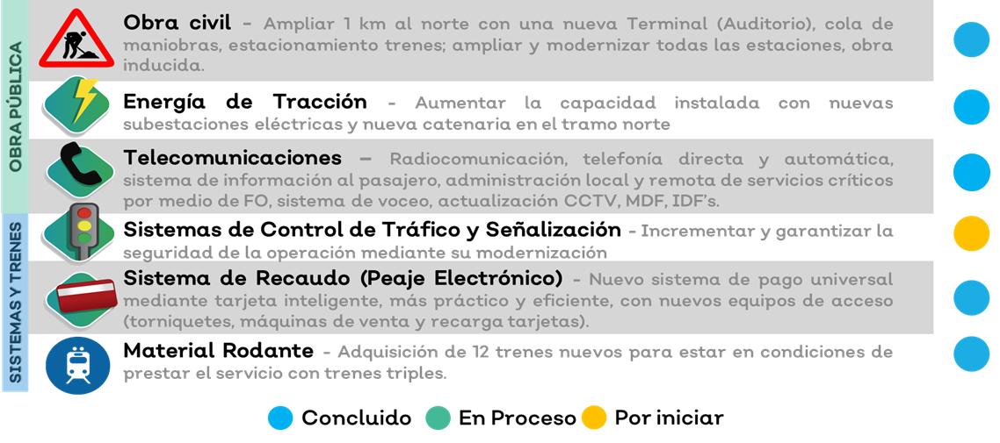 OBRA PÚBLICA
Obra civil - Ampliar 1 km al norte con una nueva Terminal (Auditorio), cola de
maniobras, estacionamiento trenes; ampliar y modernizar todas las estaciones, obra
inducida.
Energía de Tracción - Aumentar la capacidad instalada con nuevas
subestaciones eléctricas y nueva catenaria en el tramo norte
Telecomunicaciones – Radiocomunicación, telefonía directa y automática,
sistema de información al pasajero, administración local y remota de servicios críticos
por medio de FO, sistema de voceo, actualización CCTV, MDF, IDF's.
SISTEMAS Y TRENES
Sistemas de Control de Tráfico y Señalización - Incrementar y garantizar la
seguridad de la operación mediante su modernización
Sistema de Recaudo (Peaje Electrónico) - Nuevo sistema de pago universal
mediante tarjeta inteligente, más práctico y eficiente, con nuevos equipos de acceso
(torniquetes, máquinas de venta y recarga tarjetas).
Material Rodante - Adquisición de 12 trenes nuevos para estar en condiciones de
prestar el servicio con trenes triples.
Concluido En Proceso Por iniciar